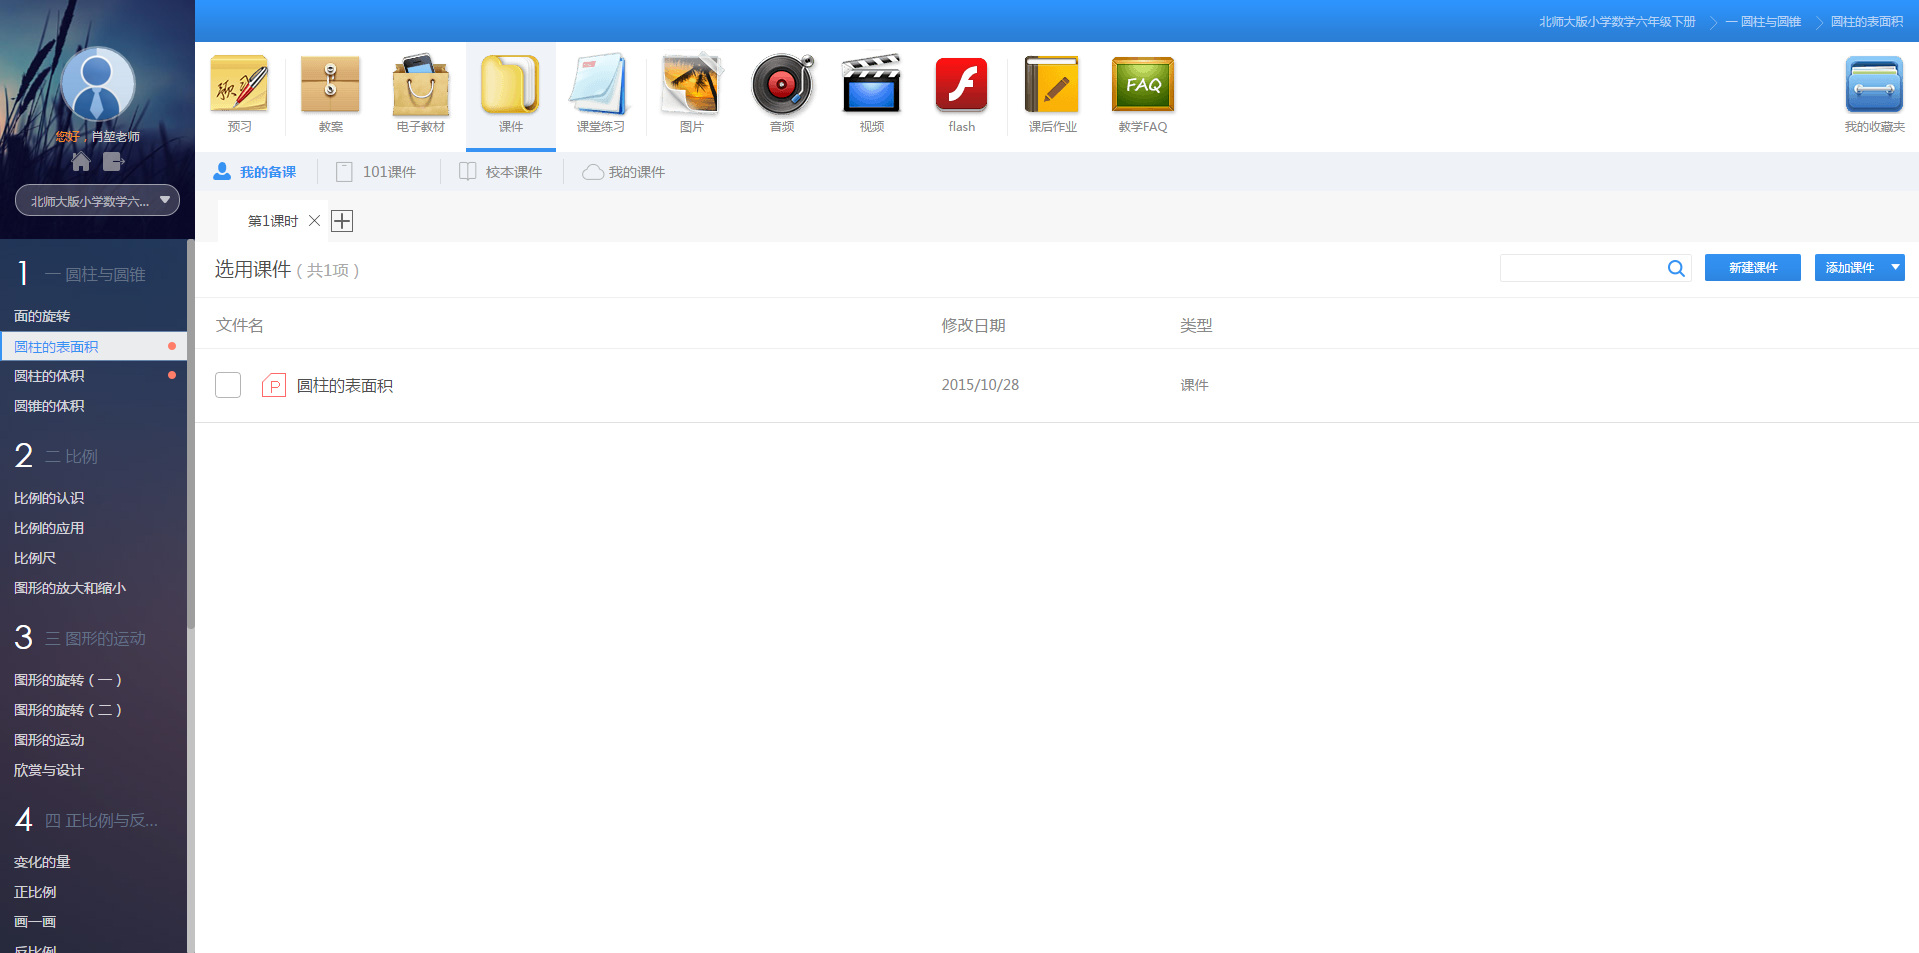 北师大版小学数学六年级下册 一 圆柱与圆锥 圆柱的表面积
您好，肖堃老师
北师大版小学数学六...
预习
FAQ
预习 教案 电子教材 课件 课堂练习 图片 音频 视频 flash 课后作业 教学FAQ 我的收藏夹
我的备课 101课件 校本课件 我的课件
第1课时
选用课件 ( 共1项 )
新建课件 添加课件
文件名 修改日期 类型
P 圆柱的表面积 2015/10/28 课件
1 一 圆柱与圆锥
面的旋转
圆柱的表面积
圆柱的体积
圆锥的体积
2 二 比例
比例的认识
比例的应用
比例尺
图形的放大和缩小
3 三 图形的运动
图形的旋转 ( 一 )
图形的旋转 ( 二 )
图形的运动
欣赏与设计
4 四 正比例与反...
变化的量
正比例
画一画
反比例